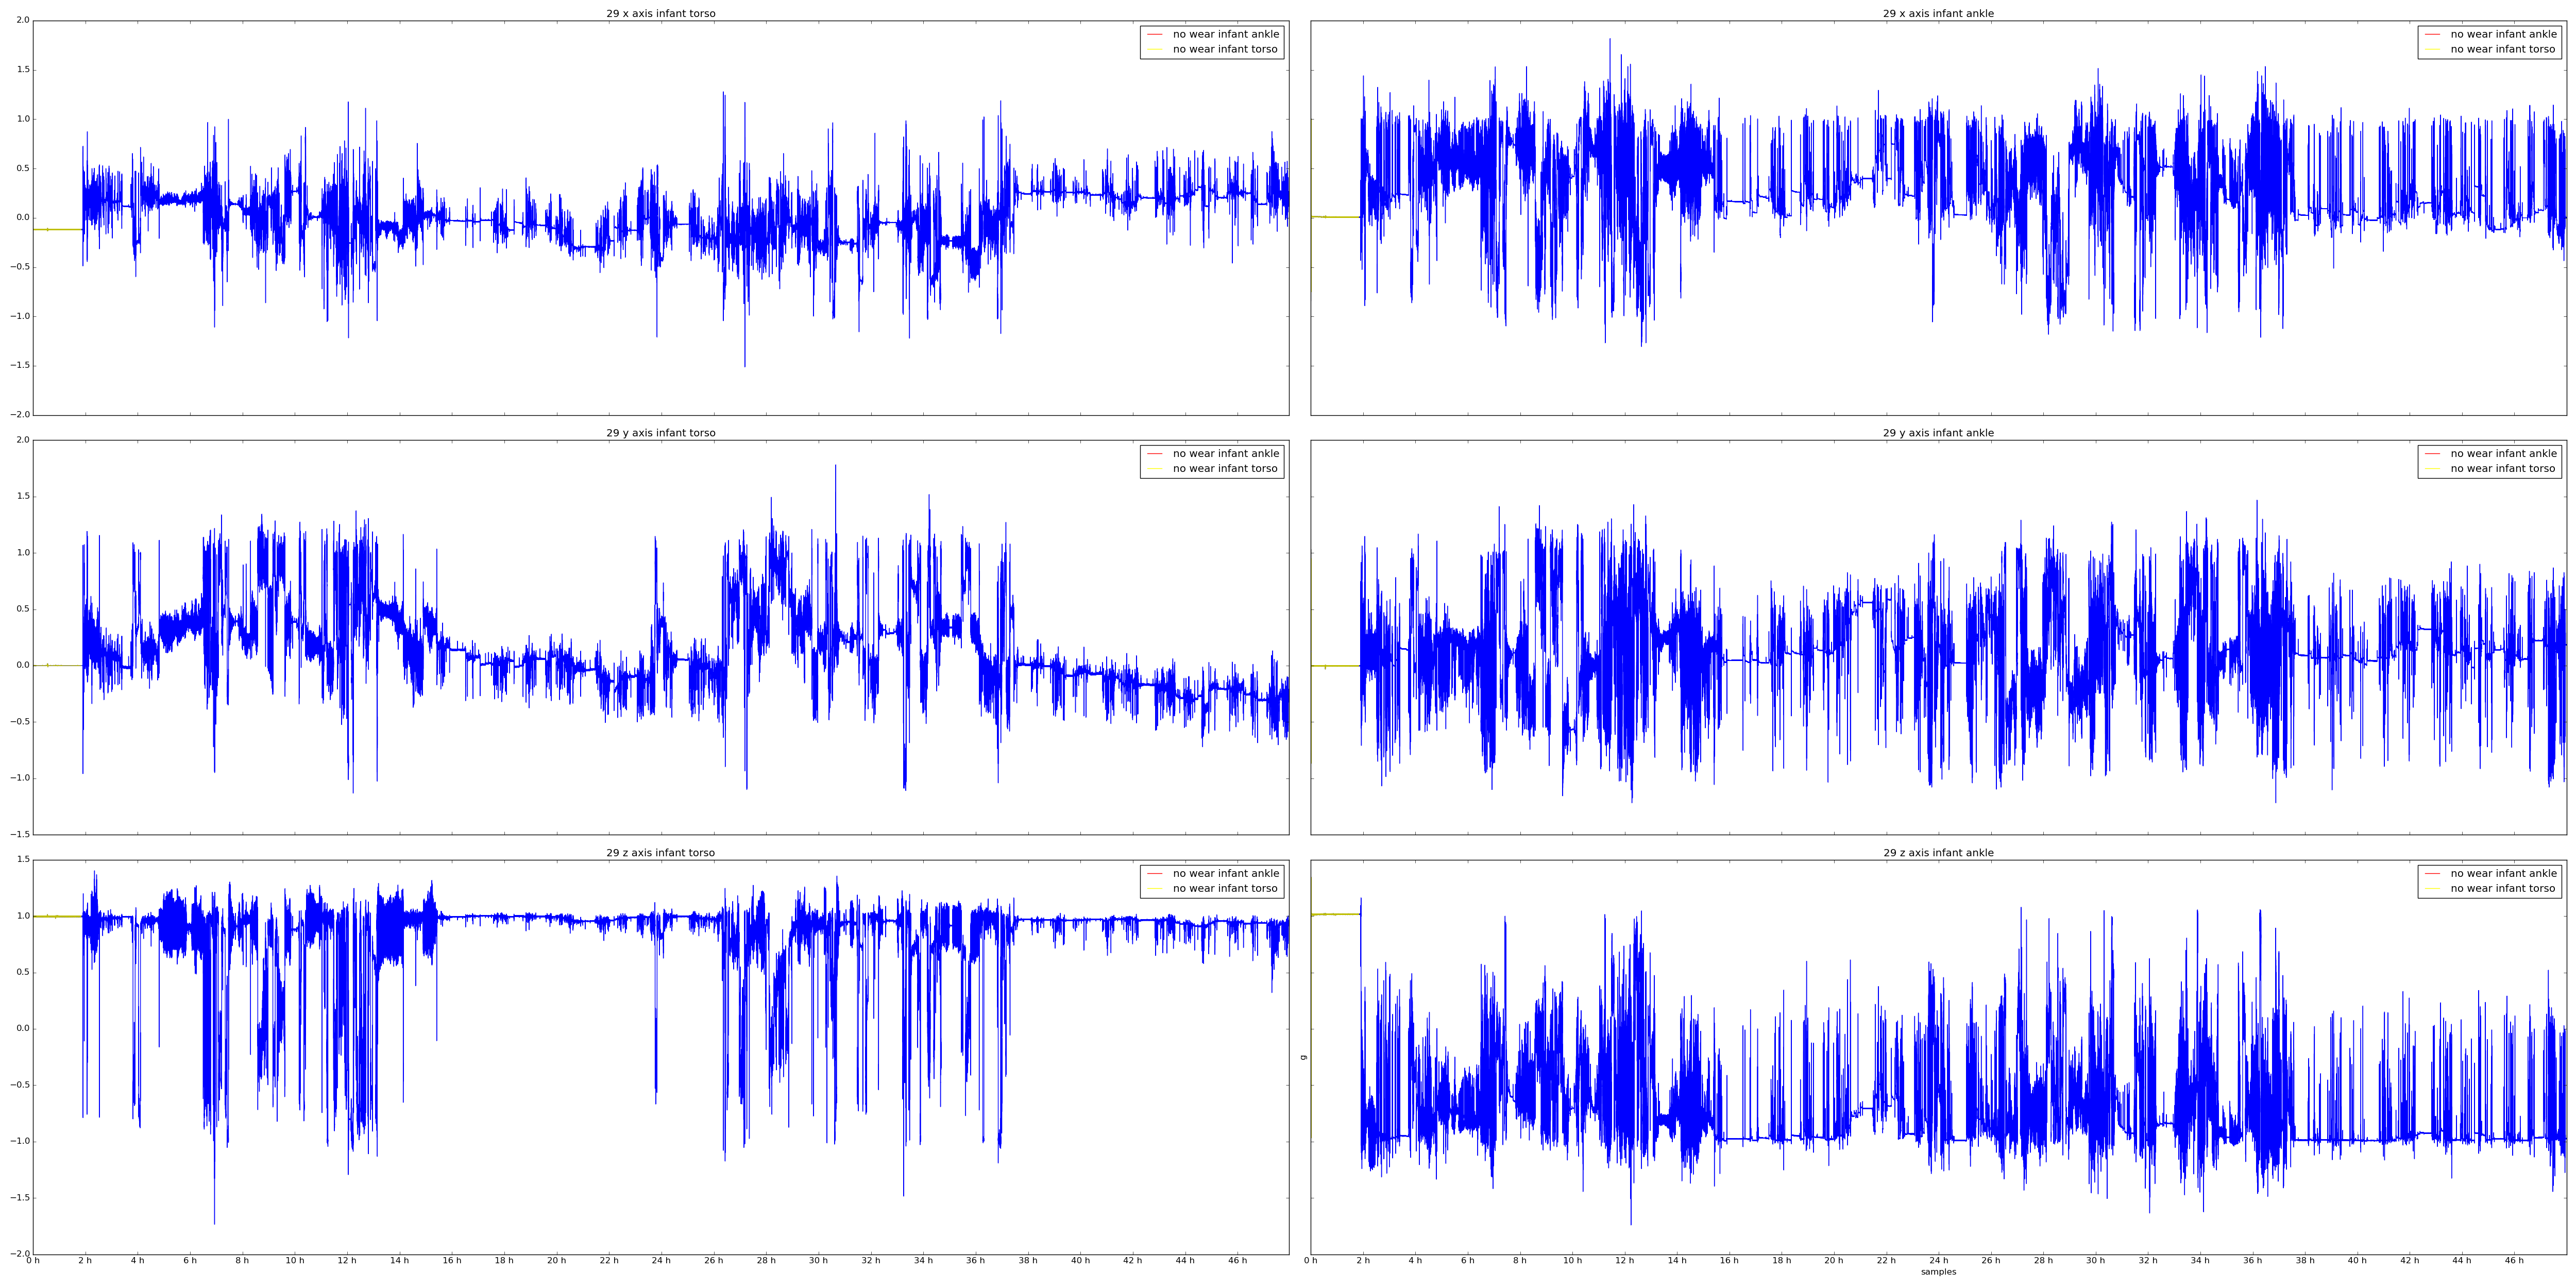 29 x axis infant torso
2.0
1.5
1.0
0.5
0.0
−0.5
−1.0
−1.5
−2.0
no wear infant ankle
no wear infant torso
29 x axis infant ankle
no wear infant ankle
no wear infant torso
29 y axis infant torso
2.0
1.5
1.0
0.5
0.0
−0.5
−1.0
−1.5
no wear infant ankle
no wear infant torso
29 y axis infant ankle
no wear infant ankle
no wear infant torso
29 z axis infant torso
1.5
1.0
0.5
0.0
−0.5
−1.0
−1.5
−2.0
no wear infant ankle
no wear infant torso
0 h 2 h 4 h 6 h 8 h 10 h 12 h 14 h 16 h 18 h 20 h 22 h 24 h 26 h 28 h 30 h 32 h 34 h 36 h 38 h 40 h 42 h 44 h 46 h
29 z axis infant ankle
g
no wear infant ankle
no wear infant torso
0 h 2 h 4 h 6 h 8 h 10 h 12 h 14 h 16 h 18 h 20 h 22 h 24 h 26 h 28 h 30 h 32 h 34 h 36 h 38 h 40 h 42 h 44 h 46 h
samples